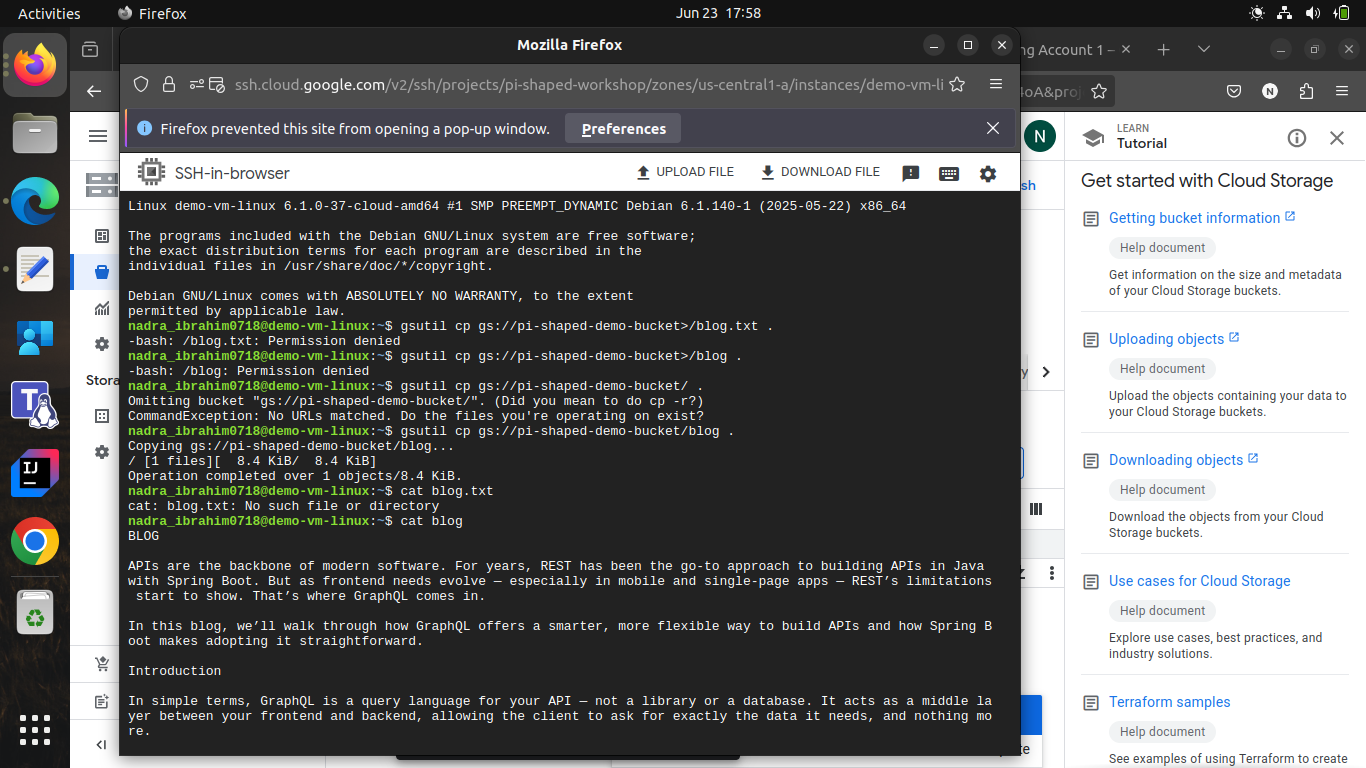 Activities
Firefox
Jun 23 17:58
Mozilla Firefox
ng Account 1 –
ssh.cloud.google.com/v2/ssh/projects/pi-shaped-workshop/zones/us-central1-a/instances/demo-vm-li
4oA&proj
Firefox prevented this site from opening a pop-up window.
Preferences
SSH-in-browser
UPLOAD FILE
DOWNLOAD FILE
N
N
LEARN
Tutorial
Linux demo-vm-linux 6.1.0-37-cloud-amd64 #1 SMP PREEMPT_DYNAMIC Debian 6.1.140-1 (2025-05-22) x86_64
The programs included with the Debian GNU/Linux system are free software;
the exact distribution terms for each program are described in the
individual files in /usr/share/doc/*/copyright.
Debian GNU/Linux comes with ABSOLUTELY NO WARRANTY, to the extent
permitted by applicable law.
nadra_ibrahim0718@demo-vm-linux:~$ gsutil cp gs://pi-shaped-demo-bucket>/blog.txt .
-bash: /blog.txt: Permission denied
nadra_ibrahim0718@demo-vm-linux:~$ gsutil cp gs://pi-shaped-demo-bucket>/blog .
-bash: /blog: Permission denied
nadra_ibrahim0718@demo-vm-linux:~$ gsutil cp gs://pi-shaped-demo-bucket/ .
Omitting bucket "gs://pi-shaped-demo-bucket/". (Did you mean to do cp -r?)
CommandException: No URLs matched. Do the files you're operating on exist?
nadra_ibrahim0718@demo-vm-linux:~$ gsutil cp gs://pi-shaped-demo-bucket/blog .
Copying gs://pi-shaped-demo-bucket/blog...
/ [1 files][  8.4 KiB/  8.4 KiB]
Operation completed over 1 objects/8.4 KiB.
nadra_ibrahim0718@demo-vm-linux:~$ cat blog.txt
cat: blog.txt: No such file or directory
nadra_ibrahim0718@demo-vm-linux:~$ cat blog
BLOG
APIs are the backbone of modern software. For years, REST has been the go-to approach to building APIs in Java
with Spring Boot. But as frontend needs evolve — especially in mobile and single-page apps — REST’s limitations
start to show. That’s where GraphQL comes in.
In this blog, we’ll walk through how GraphQL offers a smarter, more flexible way to build APIs and how Spring B
oot makes adopting it straightforward.
Introduction
In simple terms, GraphQL is a query language for your API — not a library or a database. It acts as a middle la
yer between your frontend and backend, allowing the client to ask for exactly the data it needs, and nothing mo
re.
Stora
sh
Get started with Cloud Storage
Getting bucket information
Help document
Get information on the size and metadata
of your Cloud Storage buckets.
Uploading objects
Help document
Upload the objects containing your data to
your Cloud Storage buckets.
Downloading objects
Help document
Download the objects from your Cloud
Storage buckets.
Use cases for Cloud Storage
Help document
Explore use cases, best practices, and
industry solutions.
Terraform samples
Help document
See examples of using Terraform to create